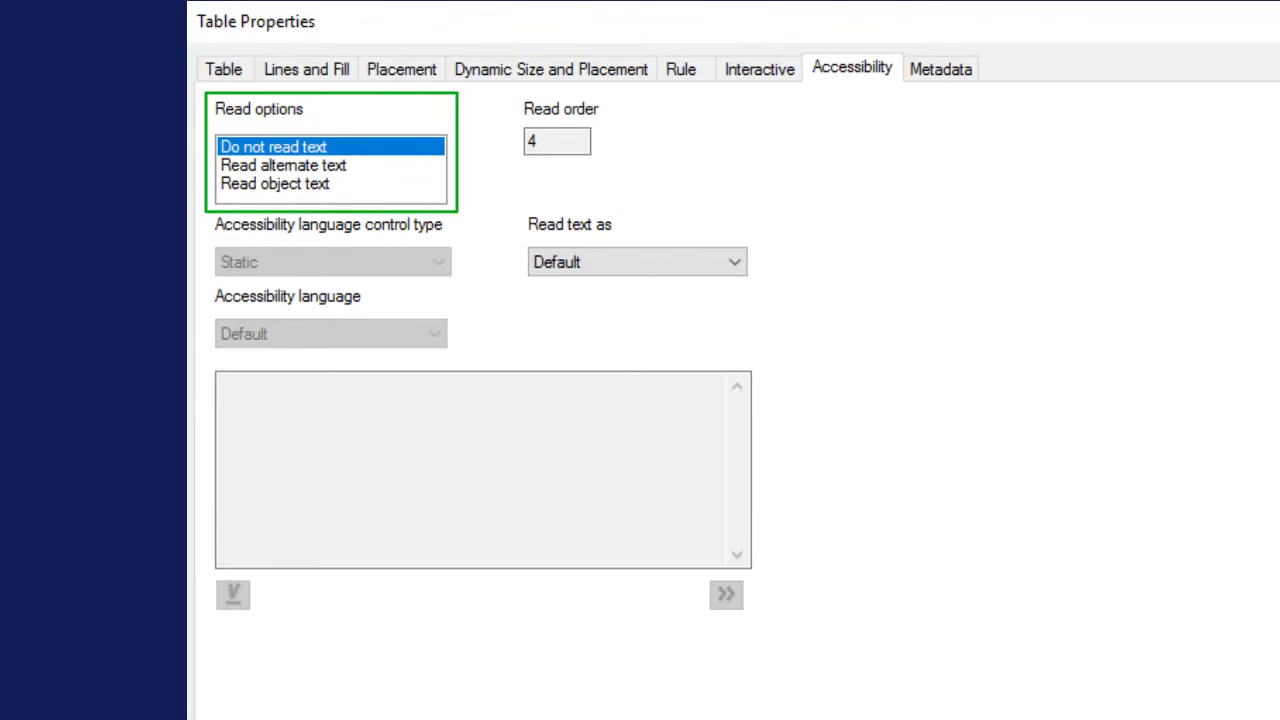 Table Properties
Table Lines and Fill Placement Dynamic Size and Placement Rule Interactive Accessibility Metadata
Read options
Do not read text
Read alternate text
Read object text
Read order
4
Accessibility language control type
Static
Read text as
Default
Accessibility language
Default
V